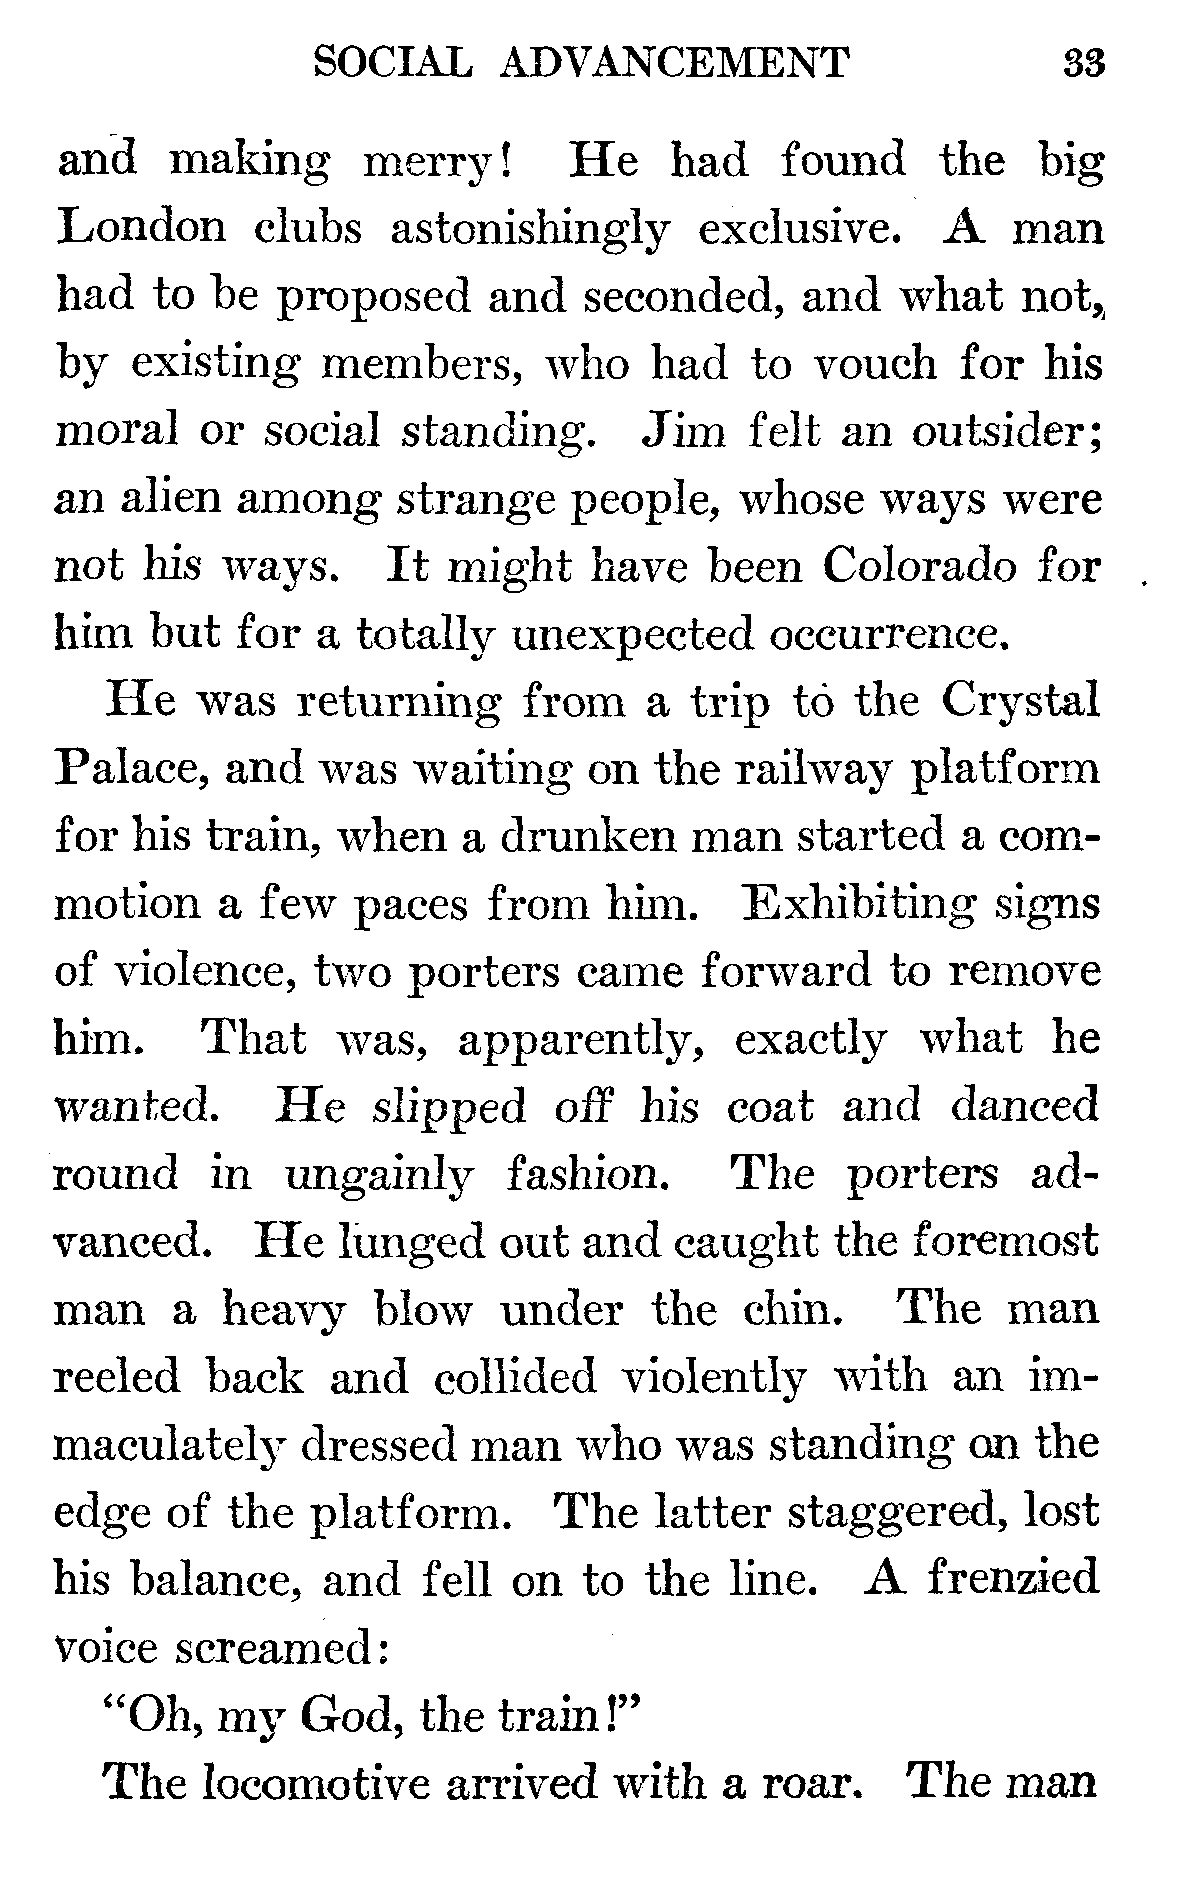 SOCIAL ADVANCEMENT 33
and making merry! He had found the big
London clubs astonishingly exclusive. A man
had to be proposed and seconded, and what not,
by existing members, who had to vouch for his
moral or social standing. Jim felt an outsider;
an alien among strange people, whose ways were
not his ways. It might have been Colorado for
him but for a totally unexpected occurrence.
He was returning from a trip to the Crystal
Palace, and was waiting on the railway platform
for his train, when a drunken man started a com-
motion a few paces from him. Exhibiting signs
of violence, two porters came forward to remove
him. That was, apparently, exactly what he
wanted. He slipped off his coat and danced
round in ungainly fashion. The porters ad-
vanced. He lunged out and caught the foremost
man a heavy blow under the chin. The man
reeled back and collided violently with an im-
maculately dressed man who was standing on the
edge of the platform. The latter staggered, lost
his balance, and fell on to the line. A frenzied
voice screamed:
"Oh, my God, the train!"
The locomotive arrived with a roar. The man